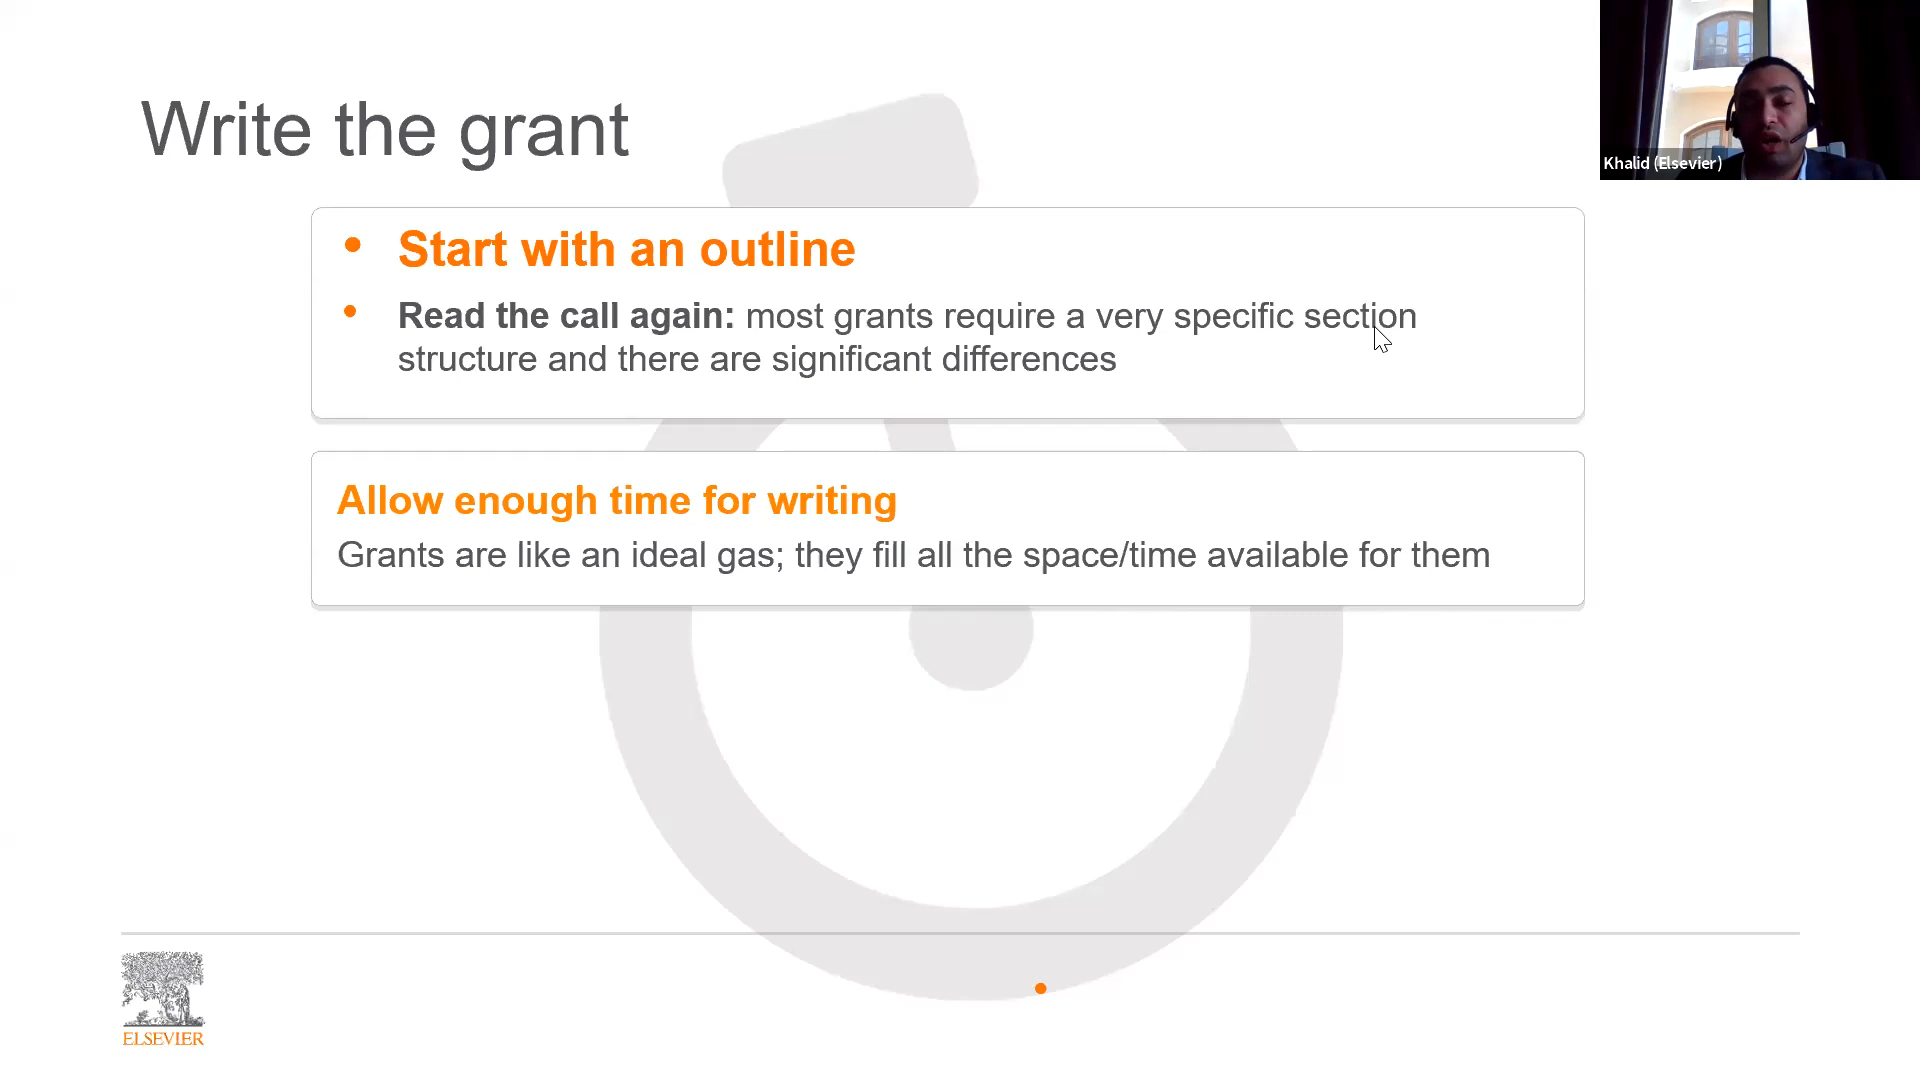 Write the grant
Khalid (Elsevier)
• Start with an outline
• Read the call again: most grants require a very specific section
structure and there are significant differences
Allow enough time for writing
Grants are like an ideal gas; they fill all the space/time available for them
ELSEVIER